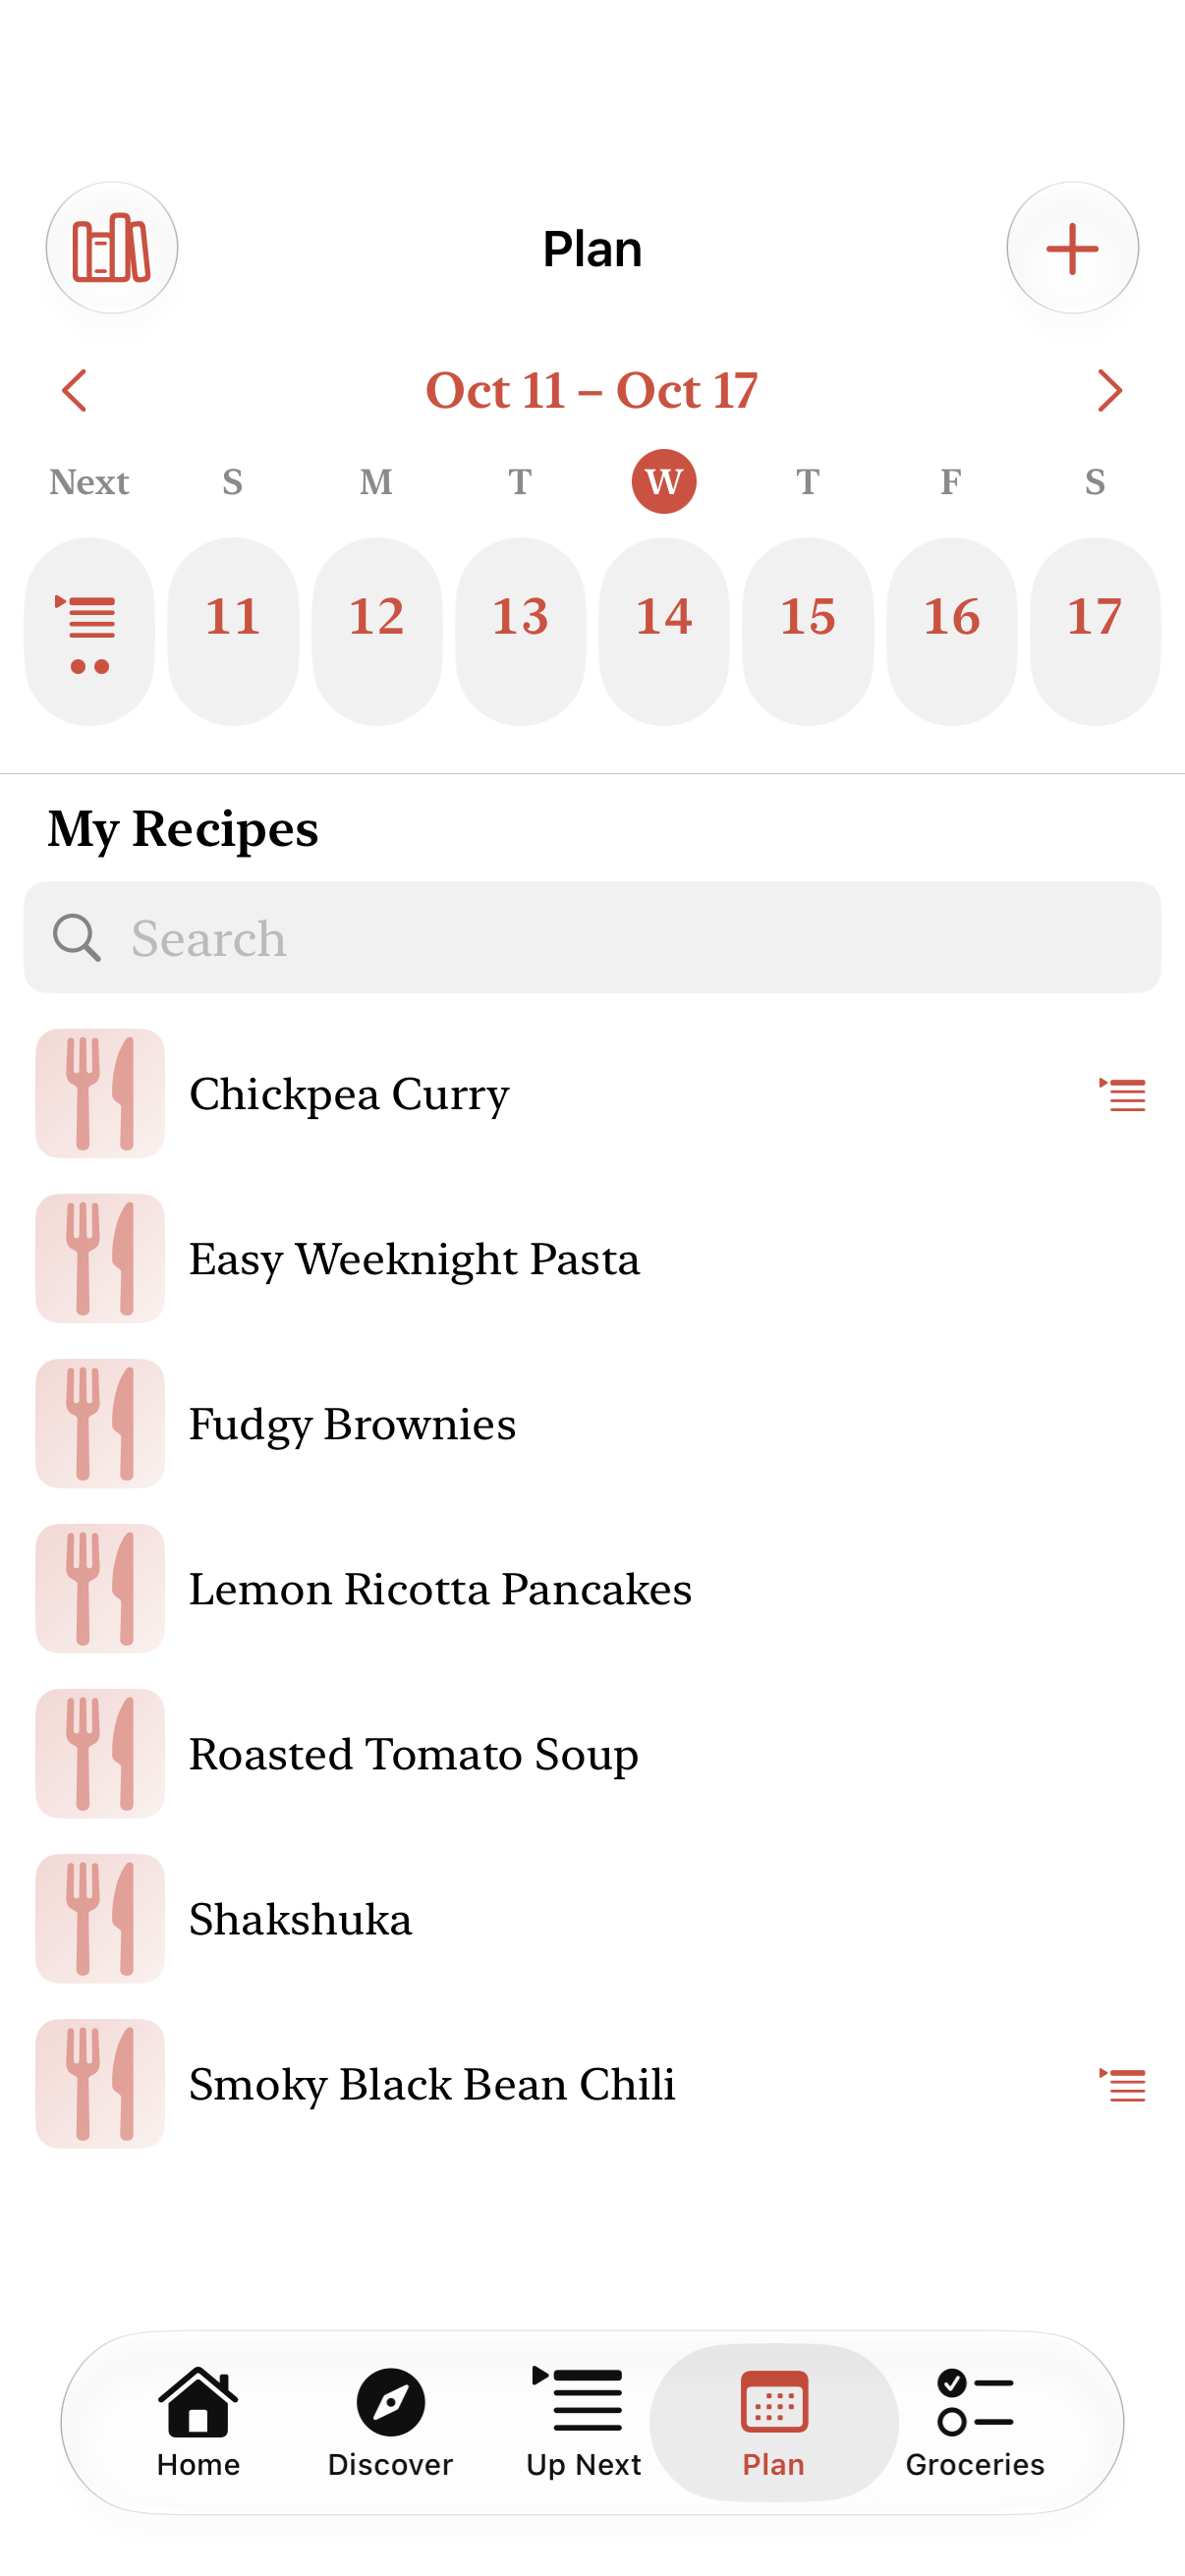 Plan
Oct 11 – Oct 17
Next S M T W T F S
11 12 13 14 15 16 17
My Recipes
Search
Chickpea Curry
Easy Weeknight Pasta
Fudgy Brownies
Lemon Ricotta Pancakes
Roasted Tomato Soup
Shakshuka
Smoky Black Bean Chili
Home Discover Up Next Plan Groceries